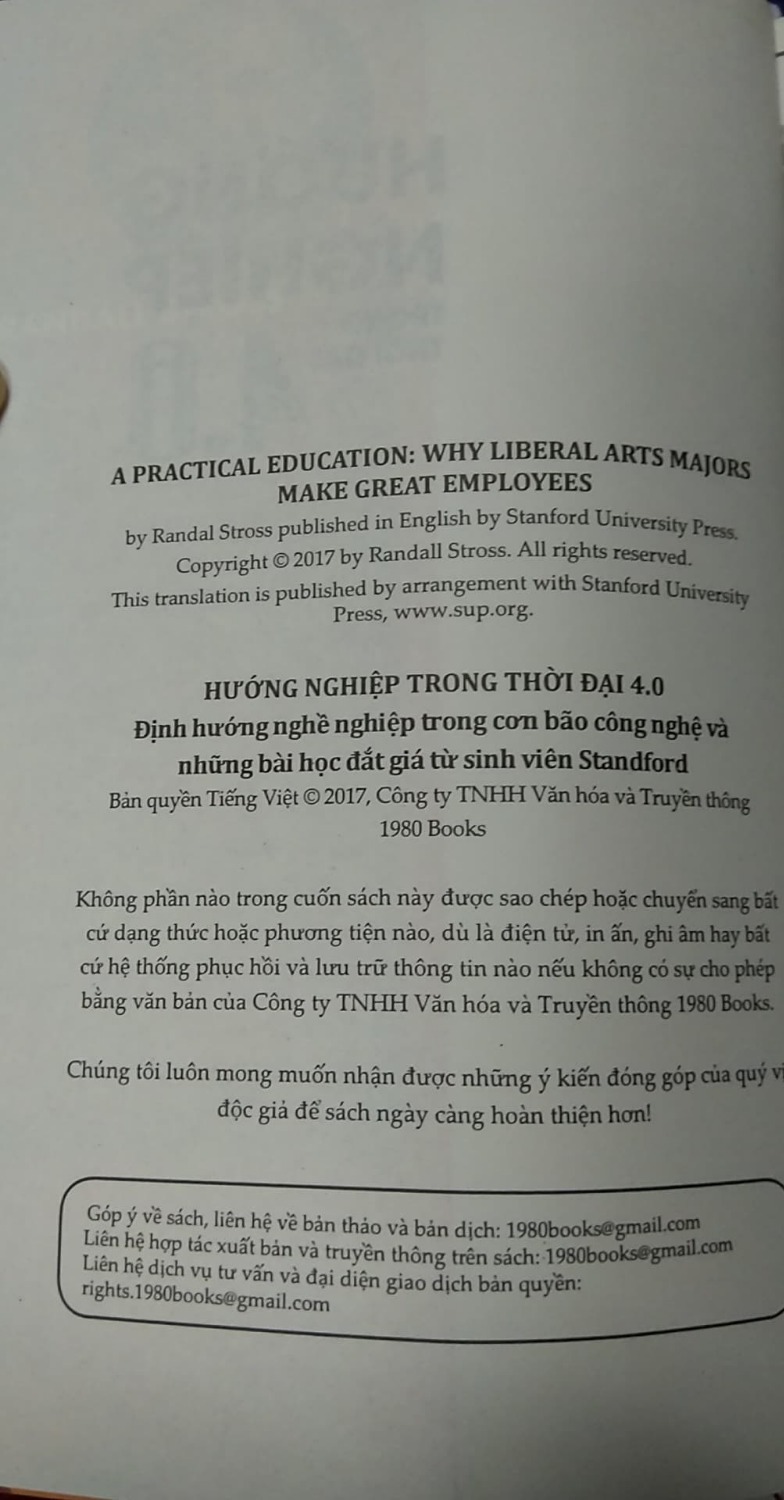 A PRACTICAL EDUCATION: WHY LIBERAL ARTS MAJORS
MAKE GREAT EMPLOYEES
by Randal Stross published in English by Stanford University Press.
Copyright © 2017 by Randall Stross. All rights reserved.
This translation is published by arrangement with Stanford University
Press, www.sup.org.
HƯỚNG NGHIỆP TRONG THỜI ĐẠI 4.0
Định hướng nghề nghiệp trong cơn bão công nghệ và
những bài học đắt giá từ sinh viên Standford
Bản quyền Tiếng Việt © 2017, Công ty TNHH Văn hóa và Truyền thông
1980 Books
Không phần nào trong cuốn sách này được sao chép hoặc chuyển sang bất
cứ dạng thức hoặc phương tiện nào, dù là điện tử, in ấn, ghi âm hay bất
cứ hệ thống phục hồi và lưu trữ thông tin nào nếu không có sự cho phép
bằng văn bản của Công ty TNHH Văn hóa và Truyền thông 1980 Books.
Chúng tôi luôn mong muốn nhận được những ý kiến đóng góp của quý vị
độc giả để sách ngày càng hoàn thiện hơn!
Góp ý về sách, liên hệ về bản thảo và bản dịch: 1980books@gmail.com
Liên hệ hợp tác xuất bản và truyền thông trên sách: 1980books@gmail.com
Liên hệ dịch vụ tư vấn và đại diện giao dịch bản quyền:
rights.1980books@gmail.com